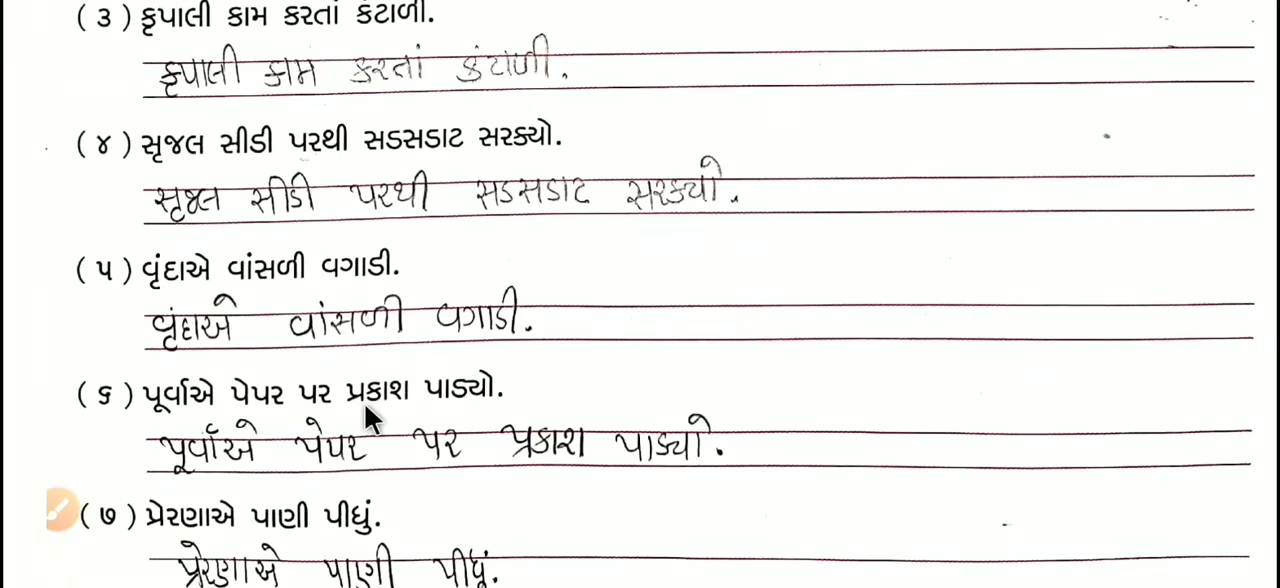 (૩) કૃપાલી કામ કરતાં કંટાળી.
કૃપાલી કામ કરતાં કંટાળી.
(૪) સૃજલ સીડી પરથી સડસડાટ સરક્યો.
સૃજલ સીડી પરથી સડસડાટ સરક્યો.
(૫) વૃંદાએ વાંસળી વગાડી.
વૃંદાએ વાંસળી વગાડી.
(૬) પૂર્વાએ પેપર પર પ્રકાશ પાડ્યો.
પૂર્વાએ પેપર પર પ્રકાશ પાડ્યો.
(૭) પ્રેરણાએ પાણી પીધું.
પ્રેરણાએ પાણી પીધું.